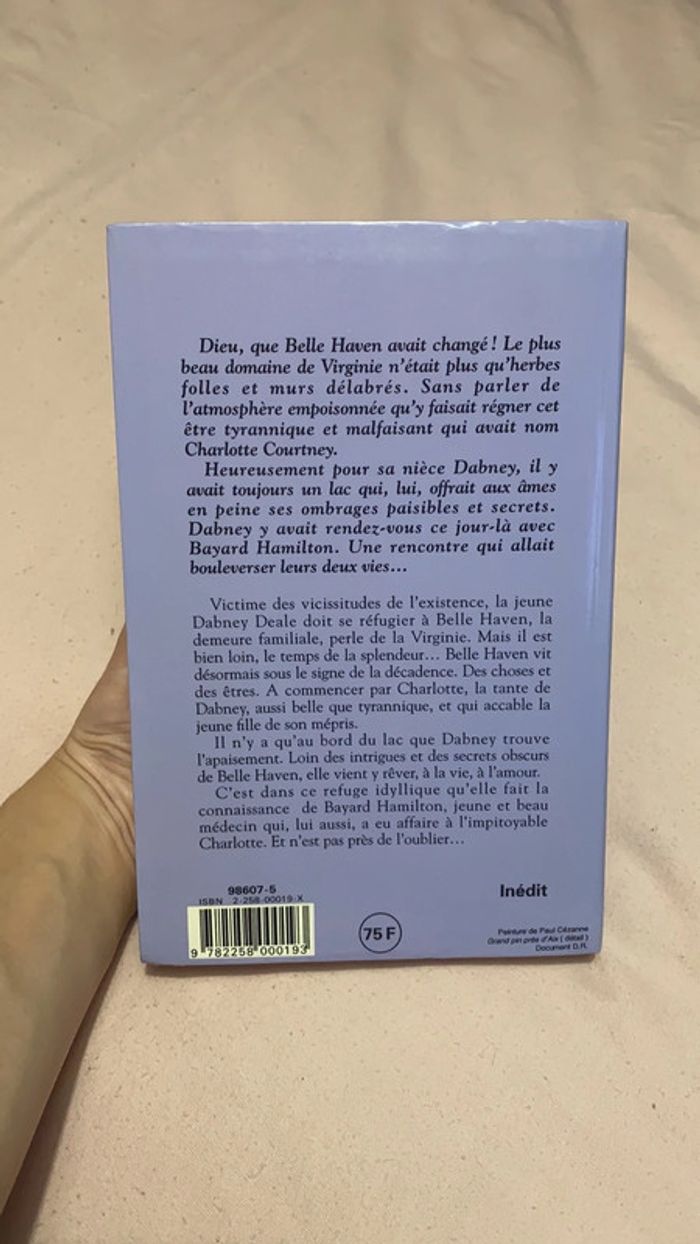 Dieu, que Belle Haven avait changé ! Le plus
beau domaine de Virginie n'était plus qu'herbes
folles et murs délabrés. Sans parler de
l'atmosphère empoisonnée qu'y faisait régner cet
être tyrannique et malfaisant qui avait nom
Charlotte Courtney.
Heureusement pour sa nièce Dabney, il y
avait toujours un lac qui, lui, offrait aux âmes
en peine ses ombrages paisibles et secrets.
Dabney y avait rendez-vous ce jour-là avec
Bayard Hamilton. Une rencontre qui allait
bouleverser leurs deux vies...
Victime des vicissitudes de l'existence, la jeune
Dabney Deale doit se réfugier à Belle Haven, la
demeure familiale, perle de la Virginie. Mais il est
bien loin, le temps de la splendeur... Belle Haven vit
désormais sous le signe de la décadence. Des choses et
des êtres. A commencer par Charlotte, la tante de
Dabney, aussi belle que tyrannique, et qui accable la
jeune fille de son mépris.
Il n'y a qu'au bord du lac que Dabney trouve
l'apaisement. Loin des intrigues et des secrets obscurs
de Belle Haven, elle vient y rêver, à la vie, à l'amour.
C'est dans ce refuge idyllique qu'elle fait la
connaissance de Bayard Hamilton, jeune et beau
médecin qui, lui aussi, a eu affaire à l'impitoyable
Charlotte. Et n'est pas près de l'oublier...
98607-5
ISBN 2-258-00019-X
9 782258 000193
75 F
Inédit
Peinture de Paul Cézanne
Grand pin près d'Aix ( détail )
Document D.R.